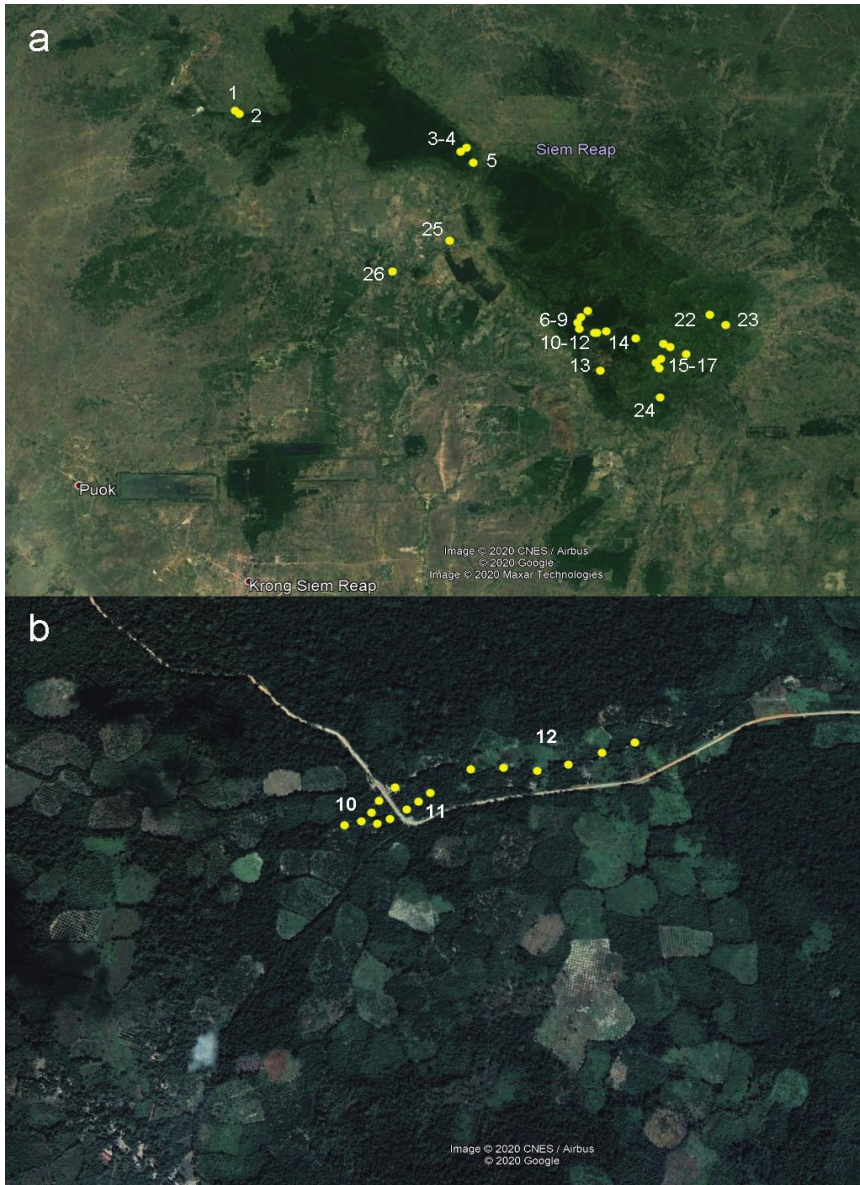 a
1
2
3-4
Siem Reap
5
25
26
6-9
22
23
10-12
14
13
15-17
24
Puok
Image © 2020 CNES / Airbus
© 2020 Google
Image © 2020 Maxar Technologies
Krong Siem Reap
b
12
10
11
Image © 2020 CNES / Airbus
© 2020 Google